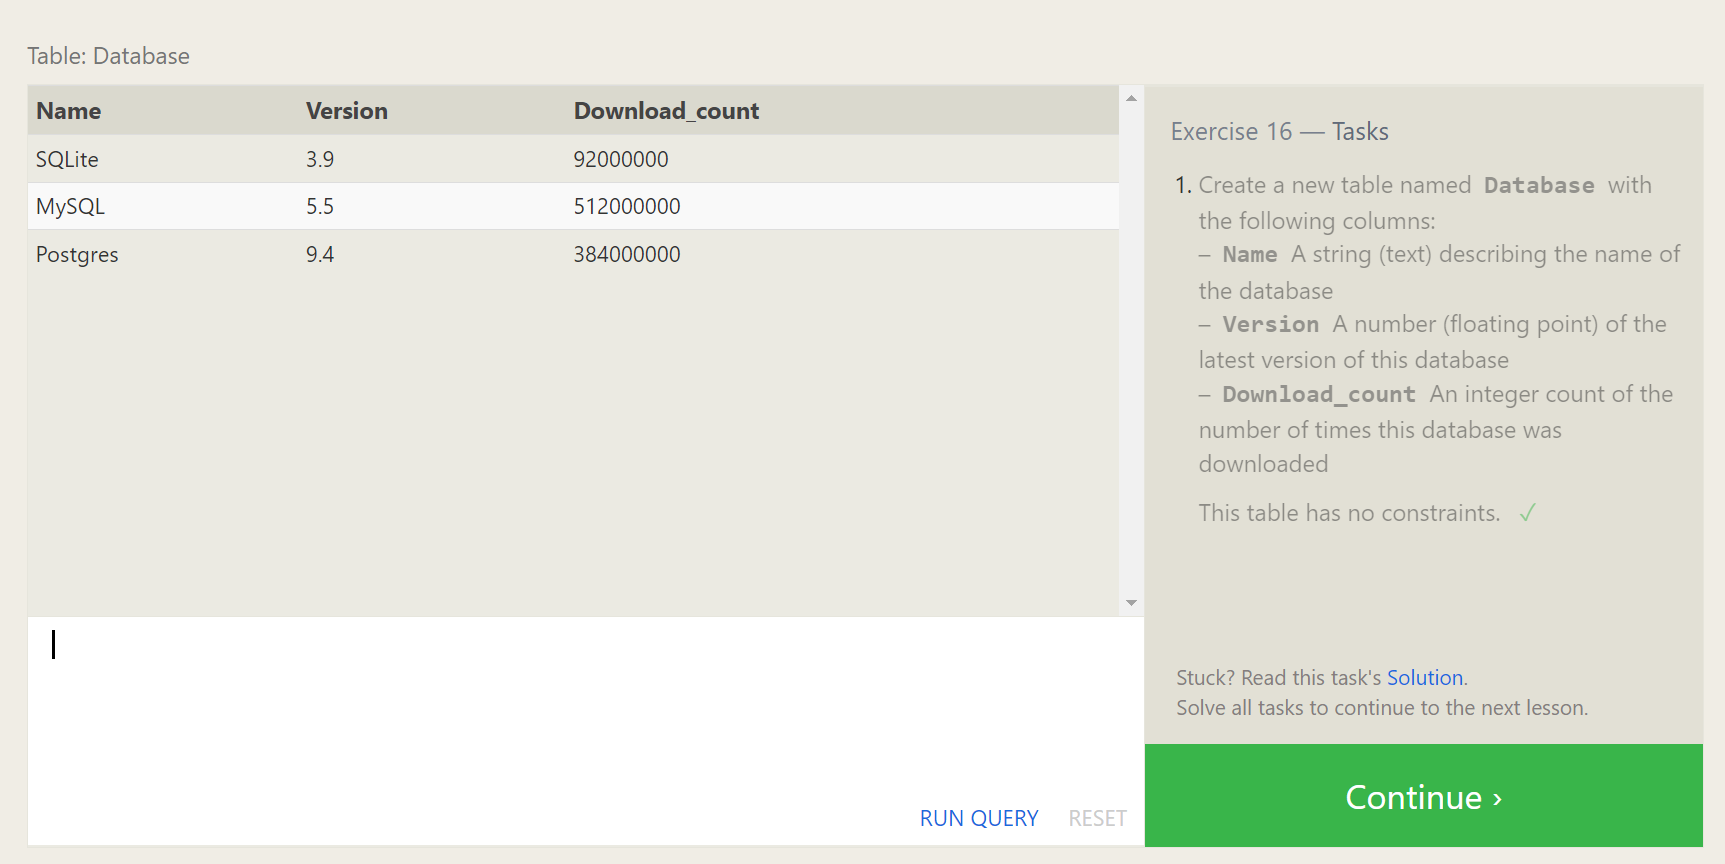 Table: Database
Name Version Download_count
SQLite 3.9 92000000
MySQL 5.5 512000000
Postgres 9.4 384000000
RUN QUERY RESET
Exercise 16 — Tasks
1. Create a new table named Database with
the following columns:
– Name A string (text) describing the name of
the database
– Version A number (floating point) of the
latest version of this database
– Download_count An integer count of the
number of times this database was
downloaded
This table has no constraints. ✓
Stuck? Read this task's Solution.
Solve all tasks to continue to the next lesson.
Continue ›